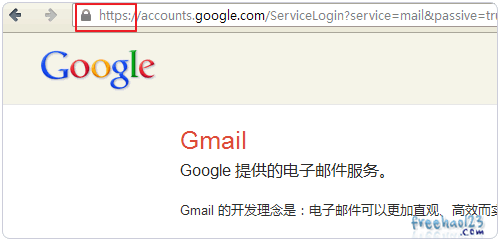 https://accounts.google.com/ServiceLogin?service=mail&passive=tru
Google
Gmail
Google 提供的电子邮件服务。
Gmail 的开发理念是：电子邮件可以更加直观、高效而实
freehao123
.com